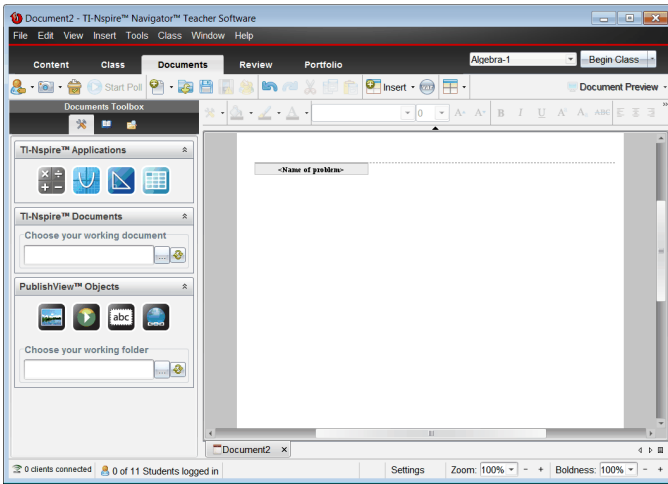 Document2 - TI-Nspire™ Navigator™ Teacher Software
File Edit View Insert Tools Class Window Help
Content Class Documents Review Portfolio Algebra-1 Begin Class
Start Poll Insert Document Preview
Documents Toolbox
0 A+ A- B I U ABC
TI-Nspire™ Applications
<Name of problem>
TI-Nspire™ Documents
Choose your working document
...
PublishView™ Objects
abc
Choose your working folder
...
Document2
0 clients connected 0 of 11 Students logged in Settings Zoom: 100% - + Boldness: 100% - +